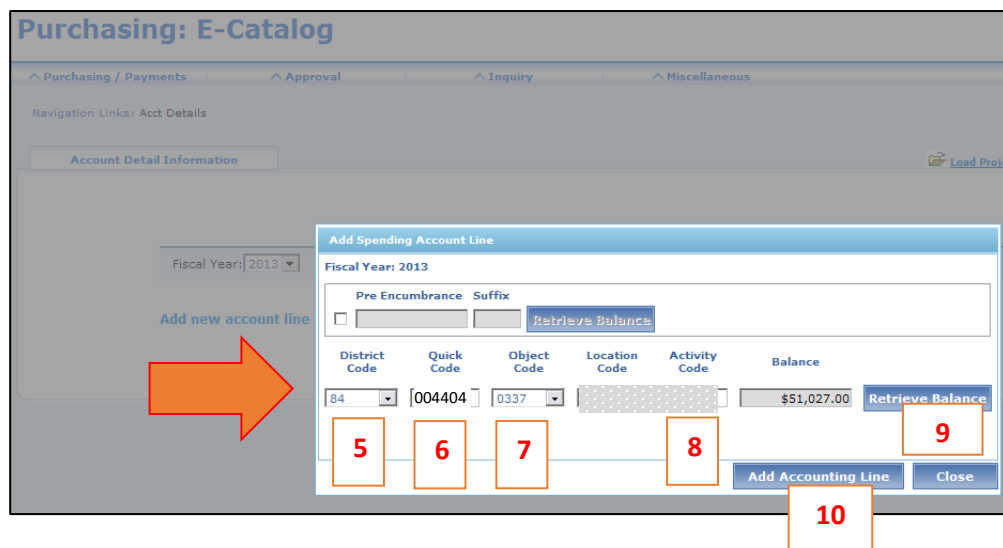 Purchasing: E-Catalog
Purchasing / Payments Approval Inquiry Miscellaneous
Navigation Links: Acct Details
Account Detail Information Load Proj
Fiscal Year: 2013
Add new account line
Add Spending Account Line
Fiscal Year: 2013
Pre Encumbrance Suffix
Retrieve Balance
District Code Quick Code Object Code Location Code Activity Code Balance
84 004404 0337 $51,027.00 Retrieve Balance
5 6 7 8 9
Add Accounting Line Close
10